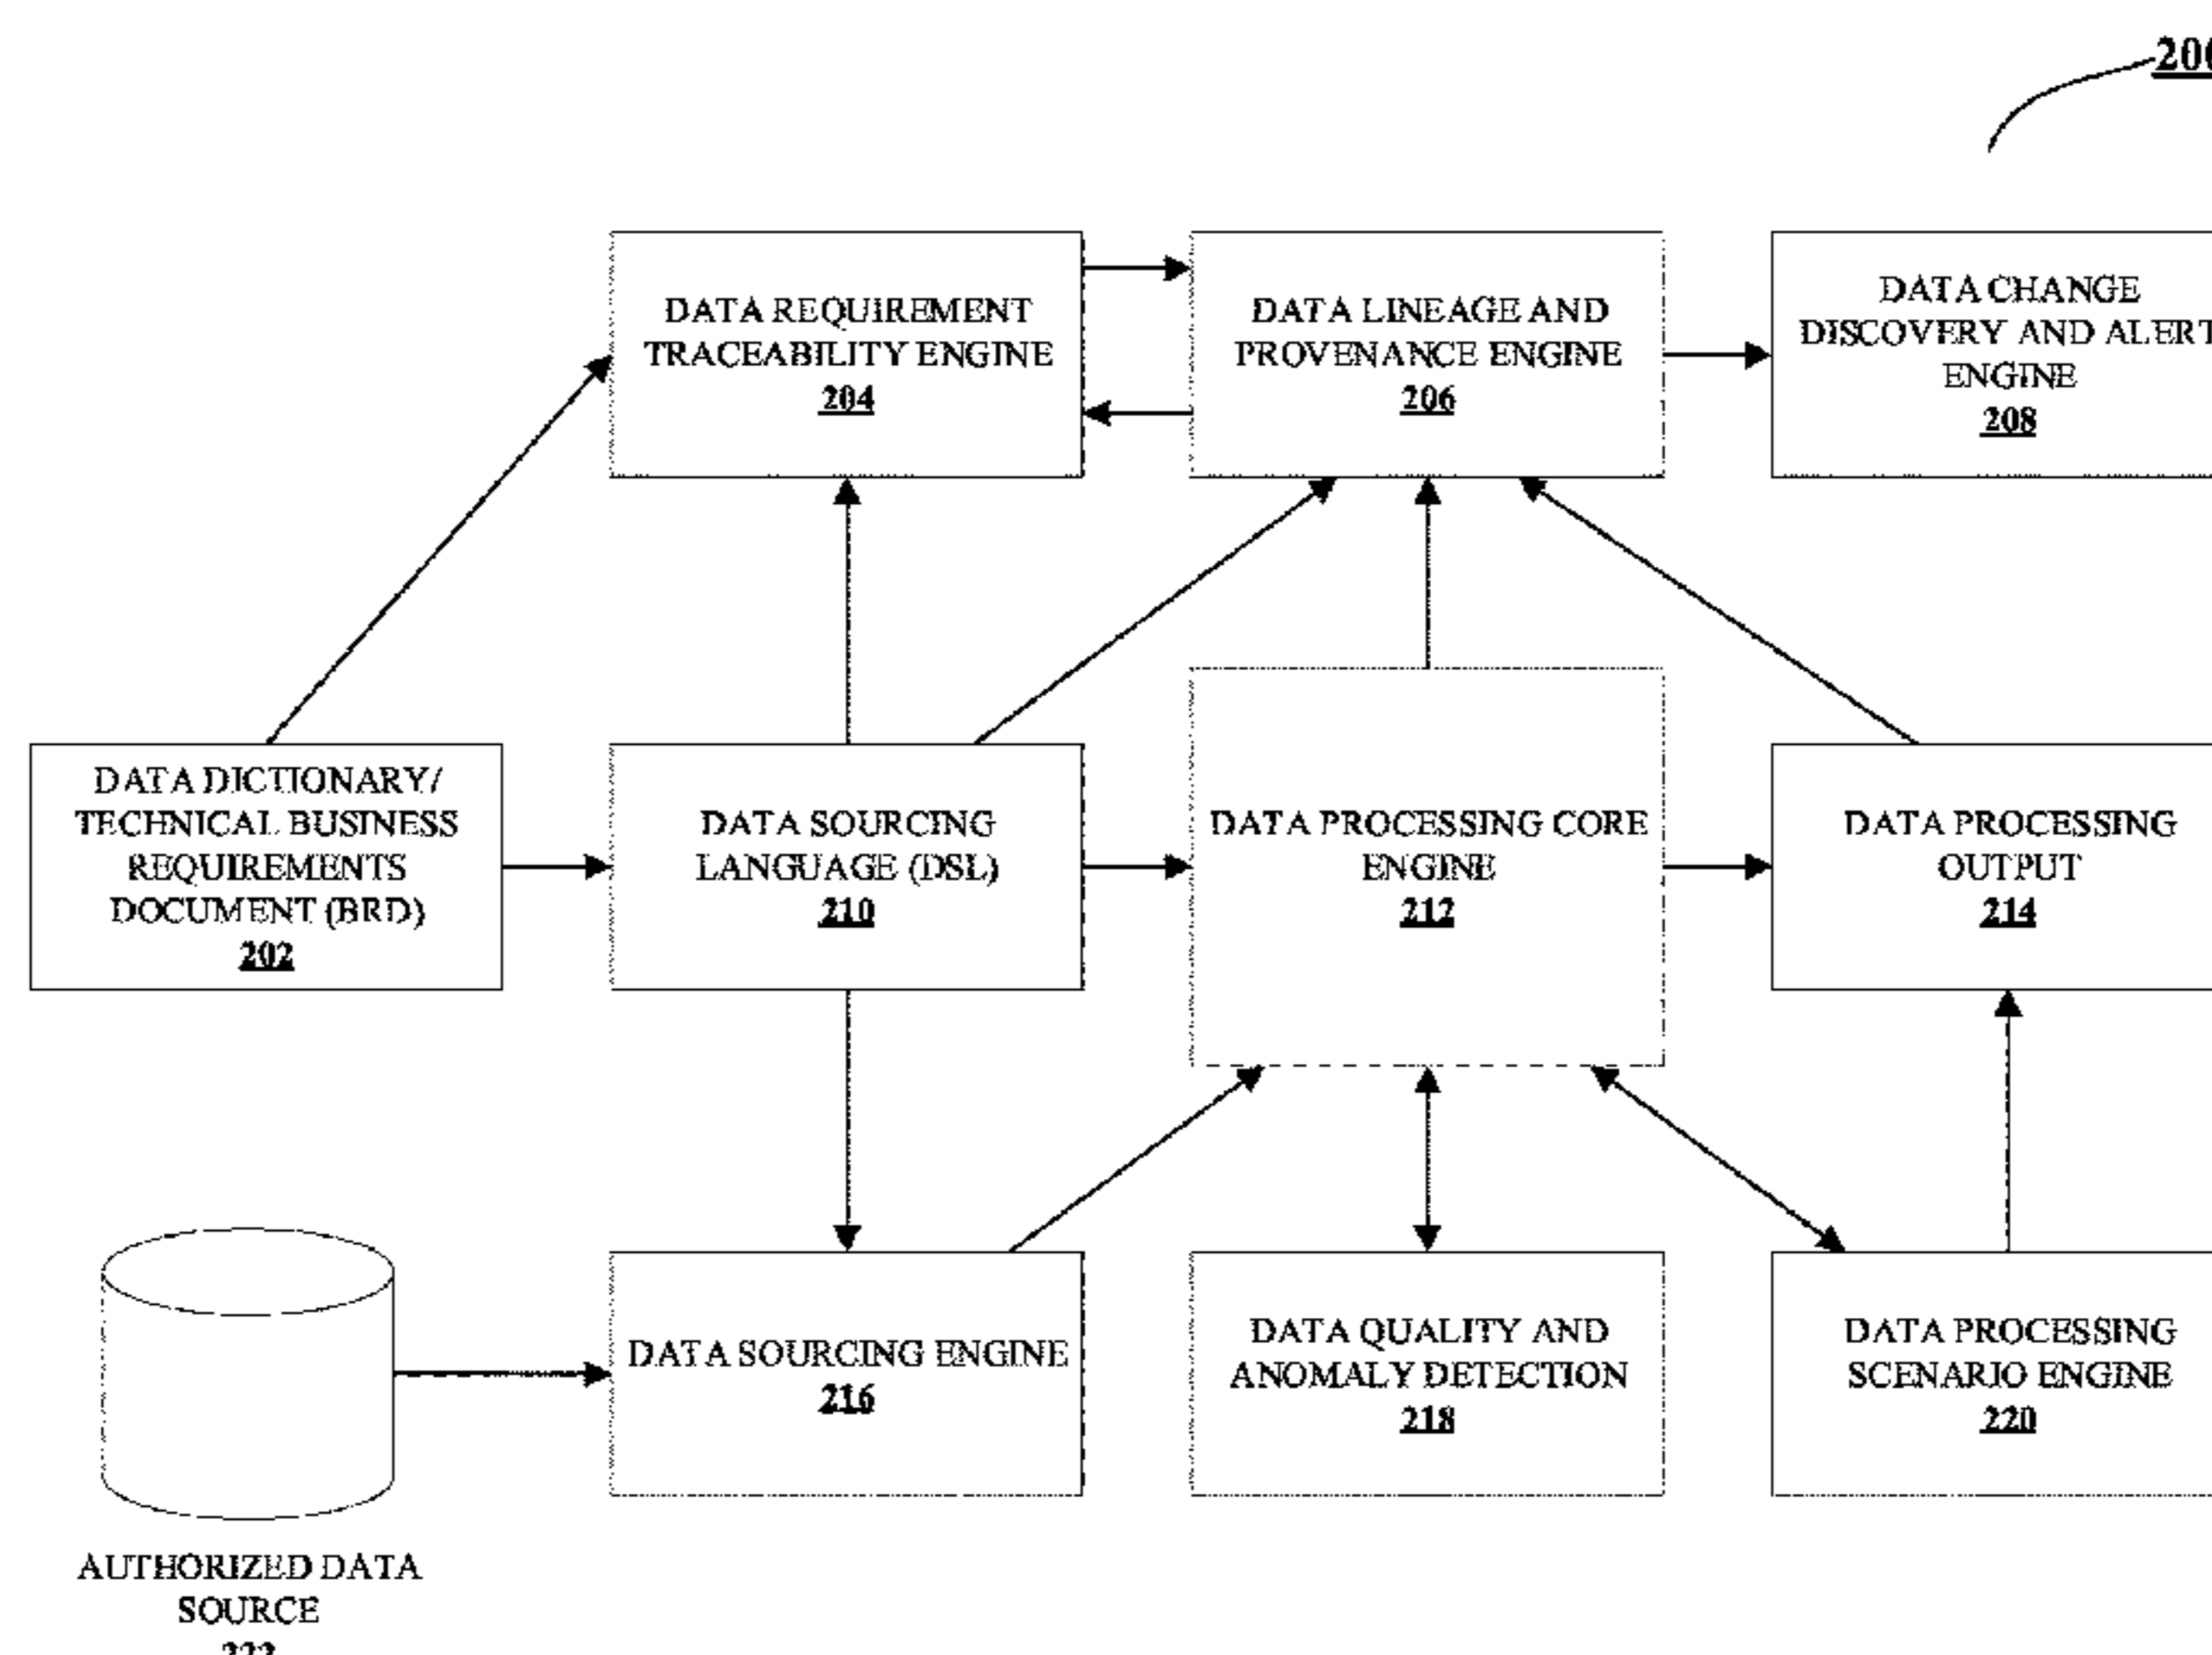 200
DATA REQUIREMENT
TRACEABILITY ENGINE
204
DATA LINEAGE AND
PROVENANCE ENGINE
206
DATA CHANGE
DISCOVERY AND ALERT
ENGINE
208
DATA DICTIONARY/
TECHNICAL BUSINESS
REQUIREMENTS
DOCUMENT (BRD)
202
DATA SOURCING
LANGUAGE (DSL)
210
DATA PROCESSING CORE
ENGINE
212
DATA PROCESSING
OUTPUT
214
DATA SOURCING ENGINE
216
DATA QUALITY AND
ANOMALY DETECTION
218
DATA PROCESSING
SCENARIO ENGINE
220
AUTHORIZED DATA
SOURCE
222